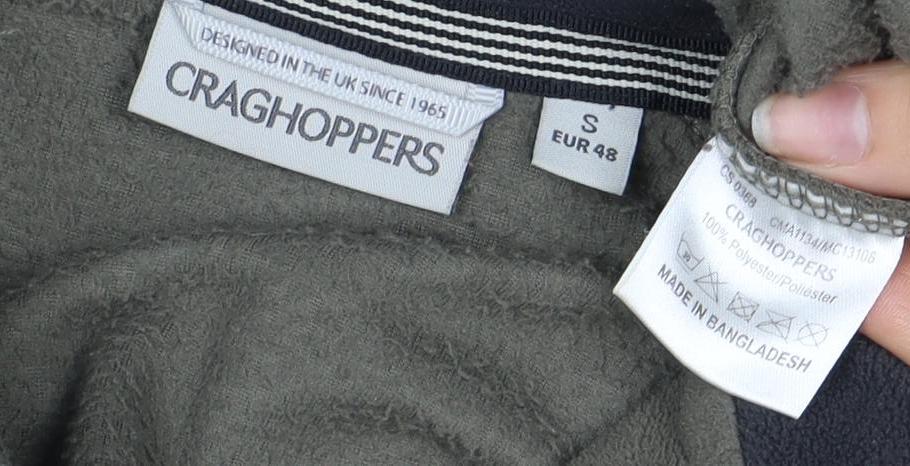 DESIGNED IN THE UK SINCE 1965
CRAGHOPPERS
S
EUR 48
CS 0368 CMA1134/MC13106
CRAGHOPPERS
100% Polyester/Poliéster
MADE IN BANGLADESH